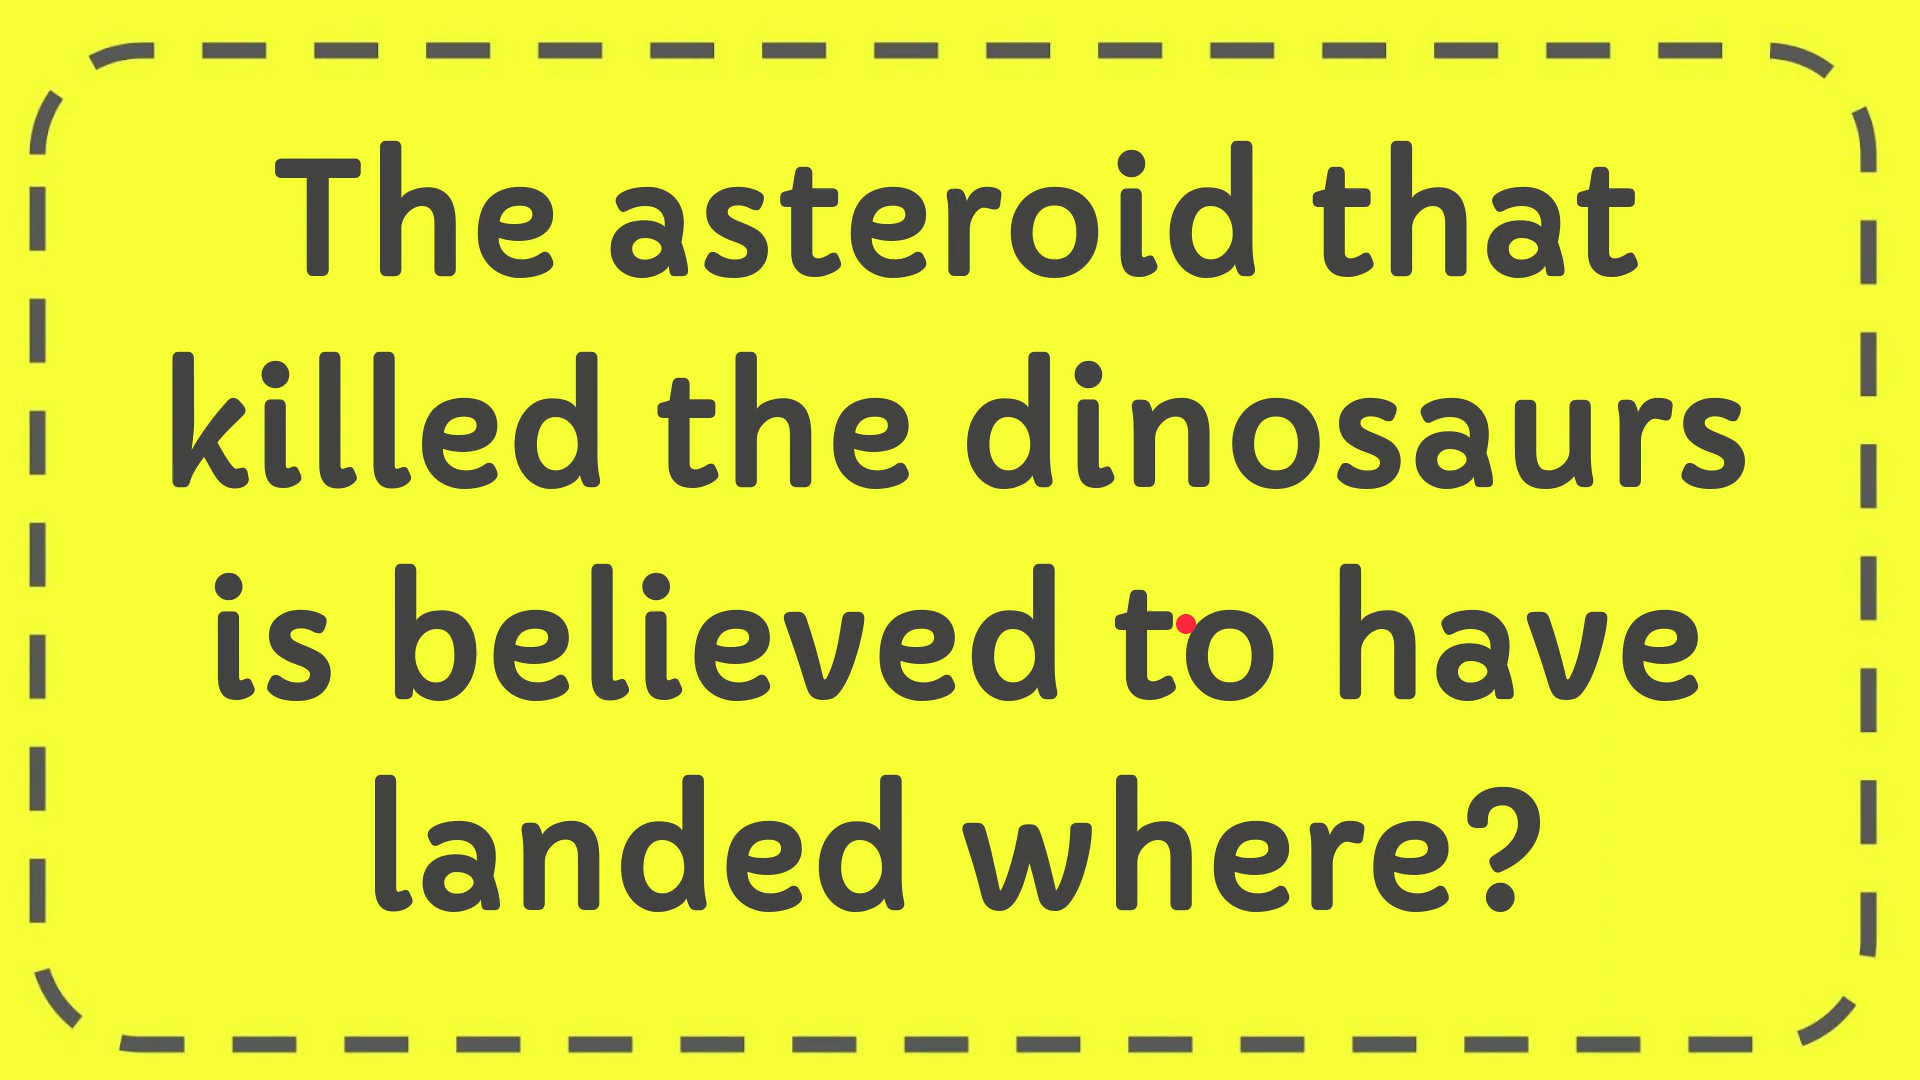 The asteroid that
killed the dinosaurs
is believed to have
landed where?